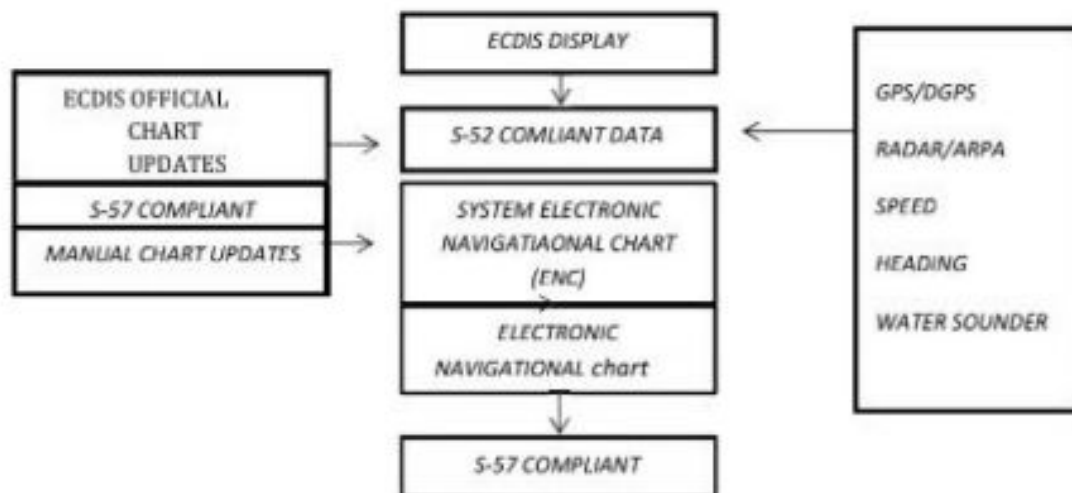 ECDIS DISPLAY
ECDIS OFFICIAL
CHART
UPDATES
S-57 COMPLIANT
MANUAL CHART UPDATES
S-52 COMLIANT DATA
SYSTEM ELECTRONIC
NAVIGATIAONAL CHART
(ENC)
ELECTRONIC
NAVIGATIONAL chart
S-57 COMPLIANT
GPS/DGPS
RADAR/ARPA
SPEED
HEADING
WATER SOUNDER